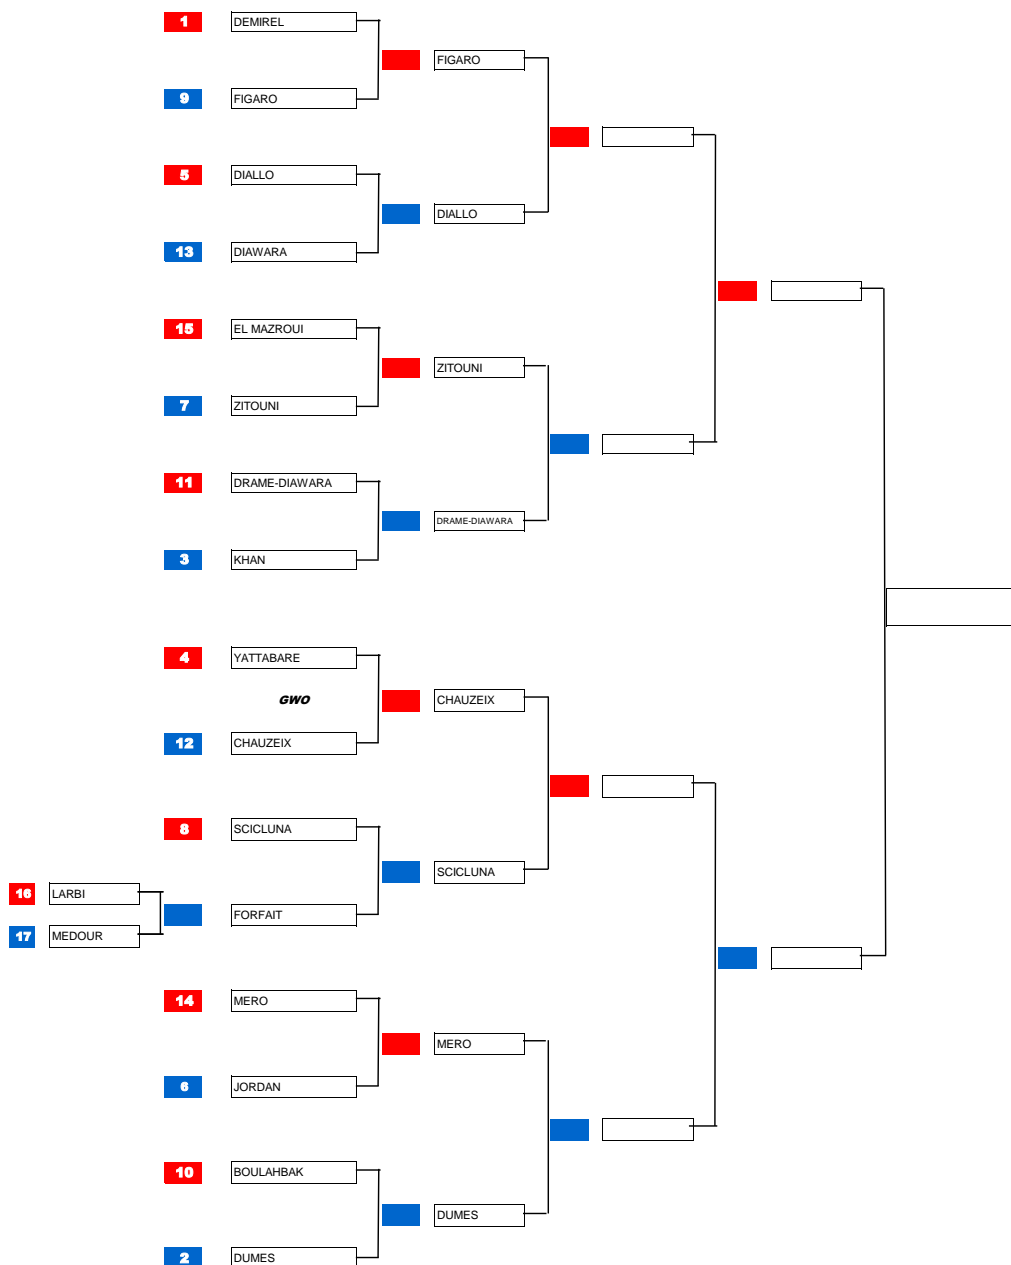 1 DEMIREL
FIGARO
9 FIGARO
5 DIALLO
DIALLO
13 DIAWARA
15 EL MAZROUI
ZITOUNI
7 ZITOUNI
11 DRAME-DIAWARA
DRAME-DIAWARA
3 KHAN
4 YATTABARE
GWO
CHAUZEIX
12 CHAUZEIX
8 SCICLUNA
SCICLUNA
16 LARBI
FORFAIT
17 MEDOUR
14 MERO
MERO
6 JORDAN
10 BOULAHBAK
DUMES
2 DUMES